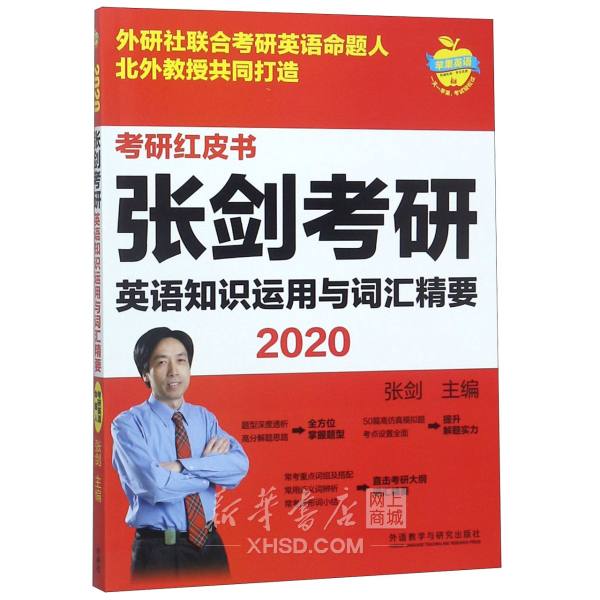 外研社联合考研英语命题人
北外教授共同打造
苹果英语
考研红皮书
张剑考研
英语知识运用与词汇精要
2020
张剑 主编
题型深度透析
高分解题思路
全方位
掌握题型
50篇高仿真模拟题
考点设置全面
提升
解题实力
常考重点词组及搭配
直击考研大纲
外语教学与研究出版社
FOREIGN LANGUAGE TEACHING AND RESEARCH PRESS
新华书店
网上
商城
XHSD.COM
2020
张剑考研
英语知识运用与词汇精要
张剑 主编